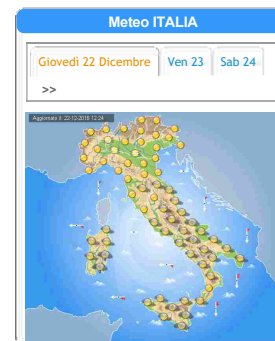 Meteo ITALIA
Giovedì 22 Dicembre Ven 23 Sab 24
>>
Aggiornato il: 22-12-2016 12:24